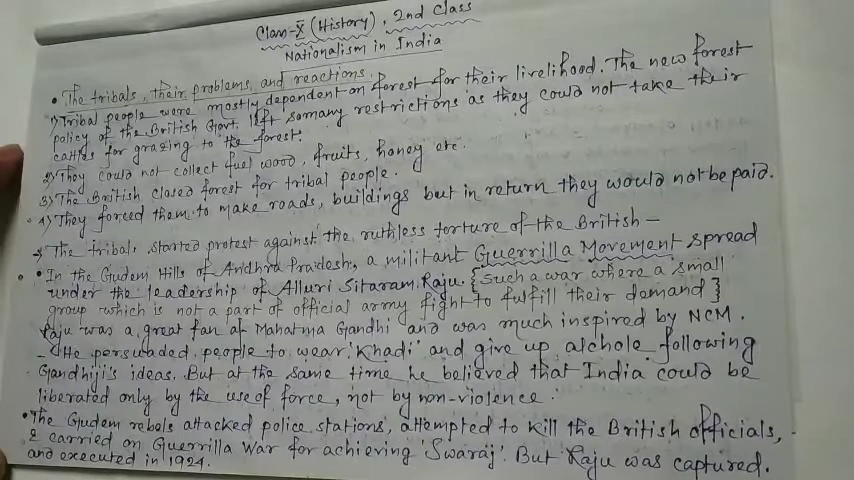 Class-X (History), 2nd Class
Nationalism in India
• The tribals, their problems and reactions.
1) Tribal people were mostly dependent on forest for their livelihood. The new forest
policy of the British Govt. left somany restrictions as they could not take their
cattles for grazing to the forest.
2) They could not collect fuel wood, fruits, honey etc.
3) The British closed forest for tribal people.
4) They forced them to make roads, buildings but in return they would not be paid.
The tribals started protest against the ruthless torture of the British —
• In the Gudem Hills of Andhra Pradesh, a militant Guerrilla Movement spread
under the leadership of Alluri Sitaram Raju. {Such a war where a small
group which is not a part of official army fight to fulfill their demand}
Raju was a great fan of Mahatma Gandhi and was much inspired by NCM.
- He persuaded people to wear 'Khadi' and give up alchole following
Gandhiji's ideas. But at the same time he believed that India could be
liberated only by the use of force, not by non-violence.
• The Gudem rebels attacked police stations, attempted to kill the British officials,
& carried on Guerrilla War for achieving 'Swaraj'. But Raju was captured.
and executed in 1924.